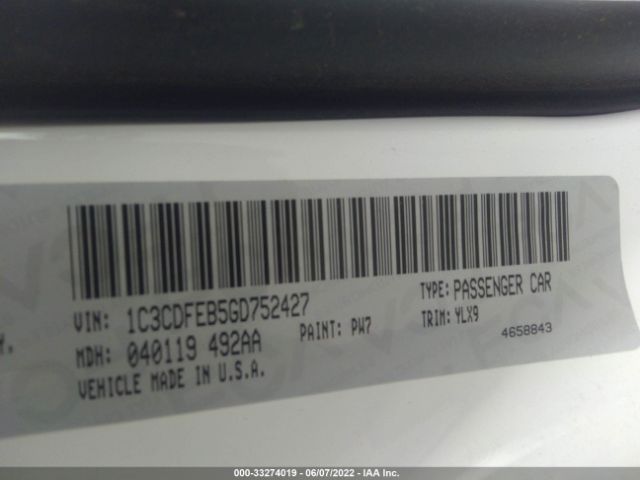 VIN: 1C3CDFEB5GD752427 TYPE: PASSENGER CAR
Y. MDH: 040119 492AA PAINT: PW7 TRIM: YLX9
VEHICLE MADE IN U.S.A. 4658843
000-33274019 - 06/07/2022 - IAA Inc.